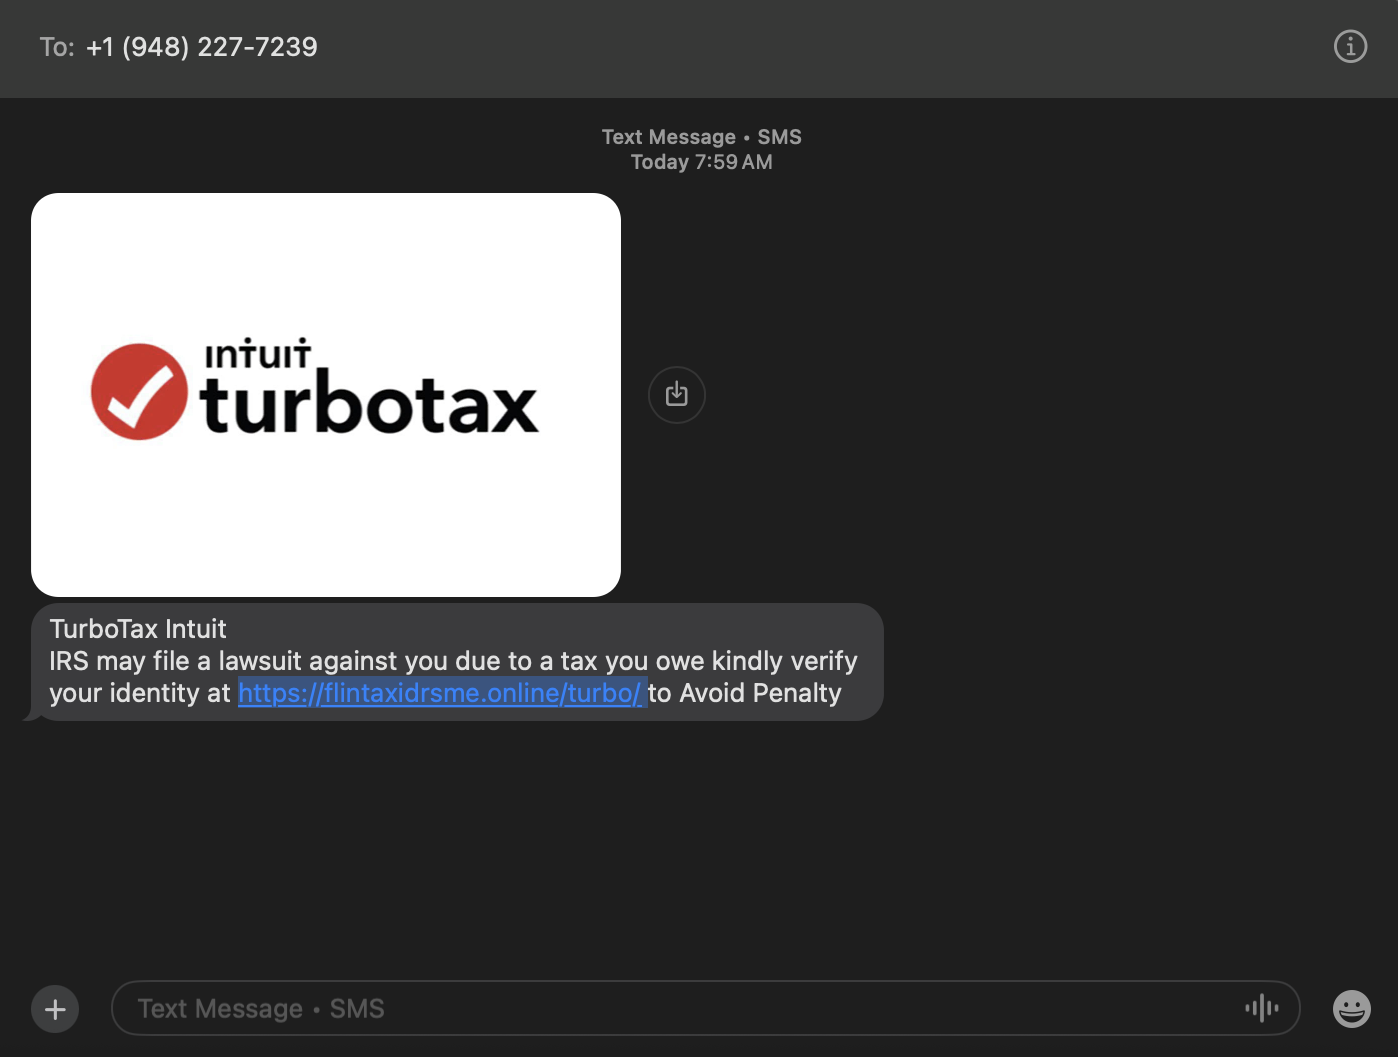 To: +1 (948) 227-7239
Text Message • SMS
Today 7:59 AM
intuit
turbotax
TurboTax Intuit
IRS may file a lawsuit against you due to a tax you owe kindly verify
your identity at https://flintaxidrsme.online/turbo/ to Avoid Penalty
Text Message • SMS